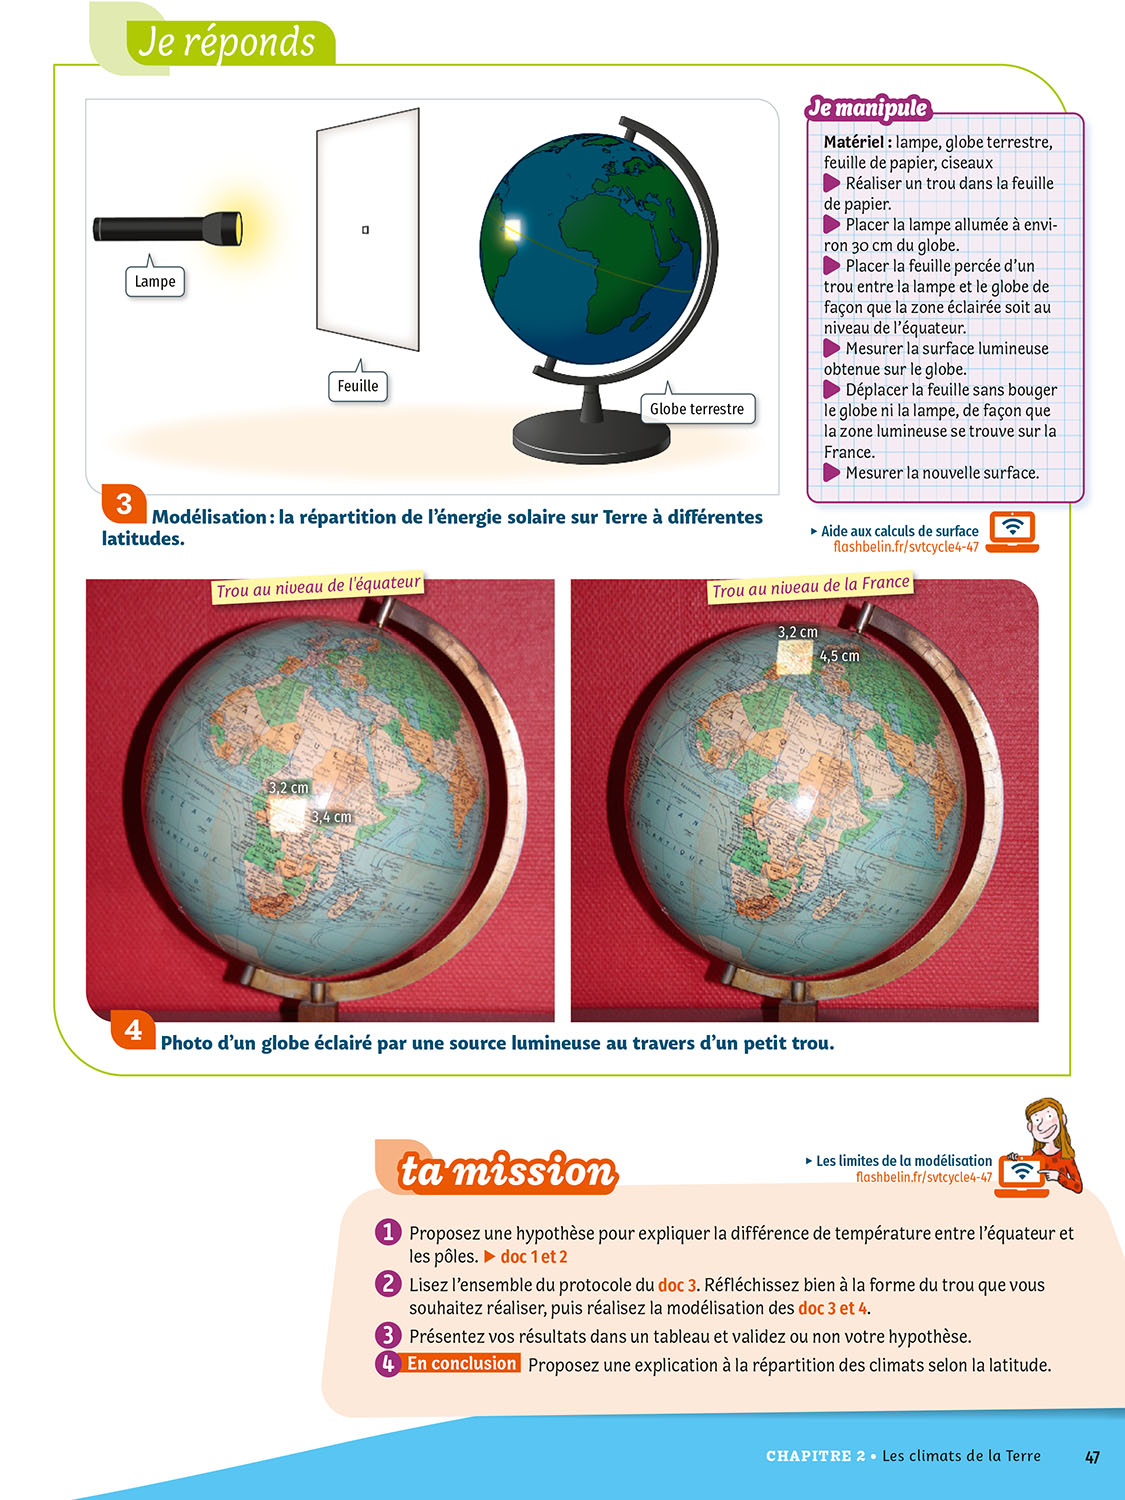 Je réponds
Lampe
Feuille
Globe terrestre
3 Modélisation : la répartition de l'énergie solaire sur Terre à différentes
latitudes.
Je manipule
Matériel : lampe, globe terrestre,
feuille de papier, ciseaux
Réaliser un trou dans la feuille
de papier.
Placer la lampe allumée à envi-
ron 30 cm du globe.
Placer la feuille percée d'un
trou entre la lampe et le globe de
façon que la zone éclairée soit au
niveau de l'équateur.
Mesurer la surface lumineuse
obtenue sur le globe.
Déplacer la feuille sans bouger
le globe ni la lampe, de façon que
la zone lumineuse se trouve sur la
France.
Mesurer la nouvelle surface.
Aide aux calculs de surface
flashbelin.fr/svtcycle4-47
Trou au niveau de l'équateur
3,2 cm
3,4 cm
Trou au niveau de la France
3,2 cm
4,5 cm
4 Photo d'un globe éclairé par une source lumineuse au travers d'un petit trou.
ta mission
Les limites de la modélisation
flashbelin.fr/svtcycle4-47
1 Proposez une hypothèse pour expliquer la différence de température entre l'équateur et
les pôles. doc 1 et 2
2 Lisez l'ensemble du protocole du doc 3. Réfléchissez bien à la forme du trou que vous
souhaitez réaliser, puis réalisez la modélisation des doc 3 et 4.
3 Présentez vos résultats dans un tableau et validez ou non votre hypothèse.
4 En conclusion Proposez une explication à la répartition des climats selon la latitude.
CHAPITRE 2 • Les climats de la Terre 47